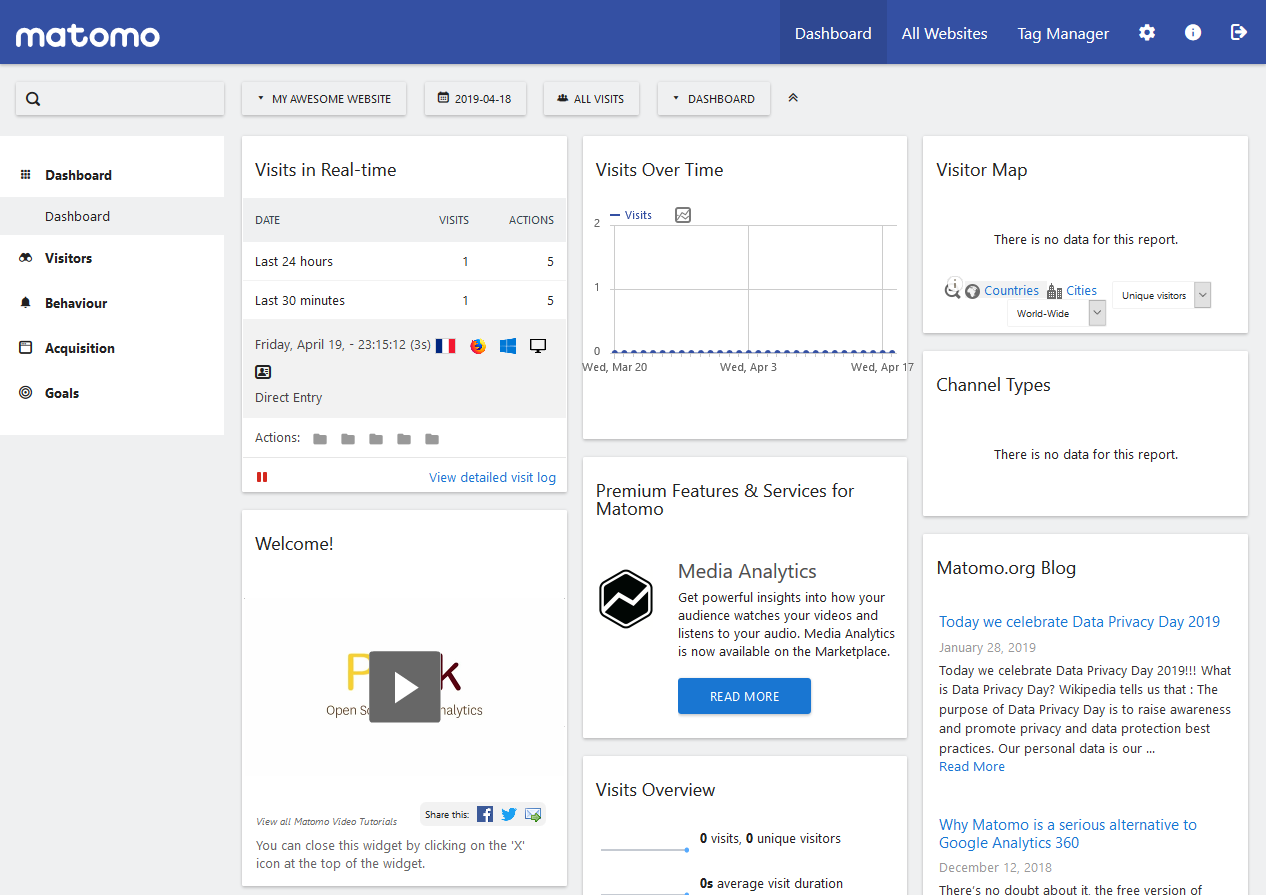 matomo
Dashboard
All Websites
Tag Manager
MY AWESOME WEBSITE
2019-04-18
ALL VISITS
DASHBOARD
Dashboard
Dashboard
Visitors
Behaviour
Acquisition
Goals
Visits in Real-time
DATE VISITS ACTIONS
Last 24 hours 1 5
Last 30 minutes 1 5
Friday, April 19, - 23:15:12 (3s)
Direct Entry
Actions:
View detailed visit log
Welcome!
Open S nalytics
View all Matomo Video Tutorials
Share this:
You can close this widget by clicking on the 'X'
icon at the top of the widget.
Visits Over Time
Visits
2
1
0
Wed, Mar 20 Wed, Apr 3 Wed, Apr 17
Premium Features & Services for
Matomo
Media Analytics
Get powerful insights into how your
audience watches your videos and
listens to your audio. Media Analytics
is now available on the Marketplace.
READ MORE
Visits Overview
0 visits, 0 unique visitors
0s average visit duration
Visitor Map
There is no data for this report.
Countries Cities Unique visitors
World-Wide
Channel Types
There is no data for this report.
Matomo.org Blog
Today we celebrate Data Privacy Day 2019
January 28, 2019
Today we celebrate Data Privacy Day 2019!!! What
is Data Privacy Day? Wikipedia tells us that : The
purpose of Data Privacy Day is to raise awareness
and promote privacy and data protection best
practices. Our personal data is our ...
Read More
Why Matomo is a serious alternative to
Google Analytics 360
December 12, 2018
There's no doubt about it, the free version of